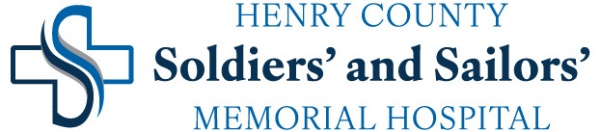 HENRY COUNTY
Soldiers’ and Sailors’
MEMORIAL HOSPITAL